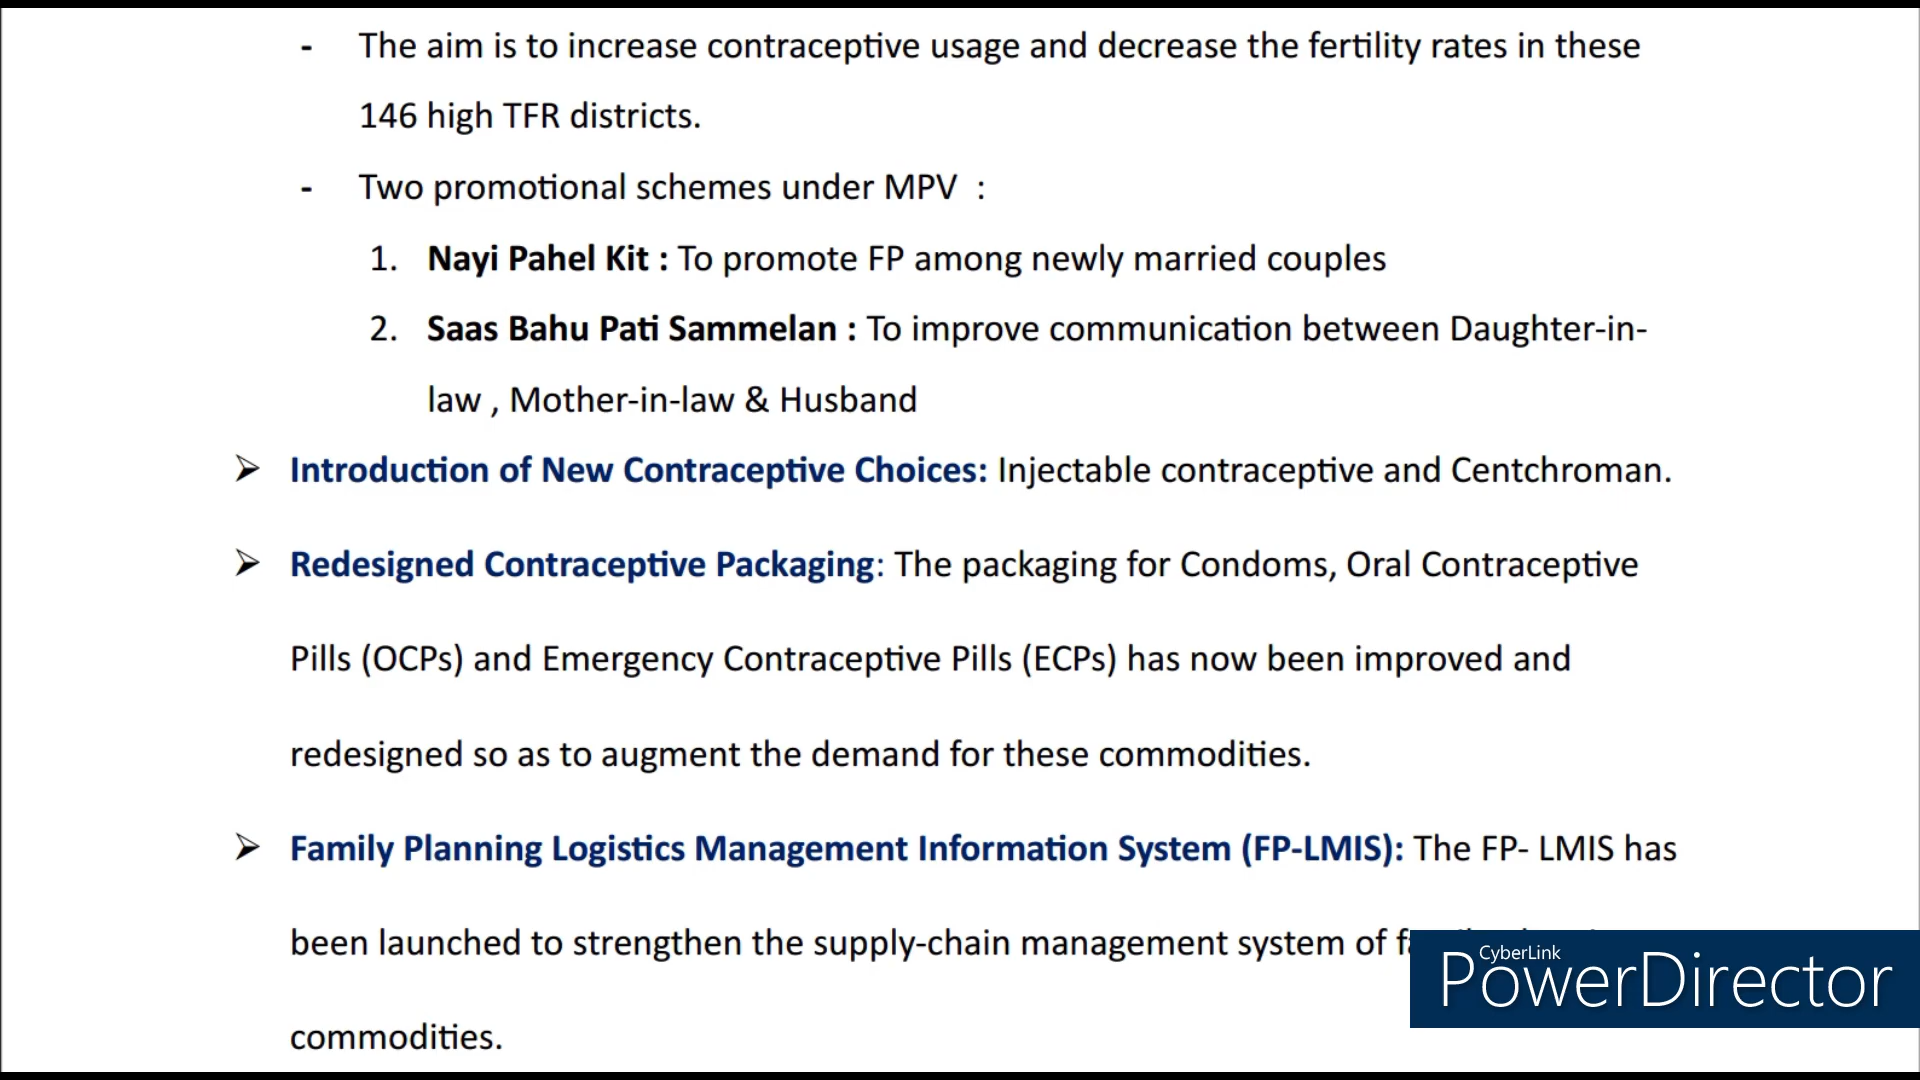 - The aim is to increase contraceptive usage and decrease the fertility rates in these
146 high TFR districts.
- Two promotional schemes under MPV :
1. Nayi Pahel Kit : To promote FP among newly married couples
2. Saas Bahu Pati Sammelan : To improve communication between Daughter-in-
law , Mother-in-law & Husband
➢ Introduction of New Contraceptive Choices: Injectable contraceptive and Centchroman.
➢ Redesigned Contraceptive Packaging: The packaging for Condoms, Oral Contraceptive
Pills (OCPs) and Emergency Contraceptive Pills (ECPs) has now been improved and
redesigned so as to augment the demand for these commodities.
➢ Family Planning Logistics Management Information System (FP-LMIS): The FP- LMIS has
been launched to strengthen the supply-chain management system of
commodities.
CyberLink
PowerDirector